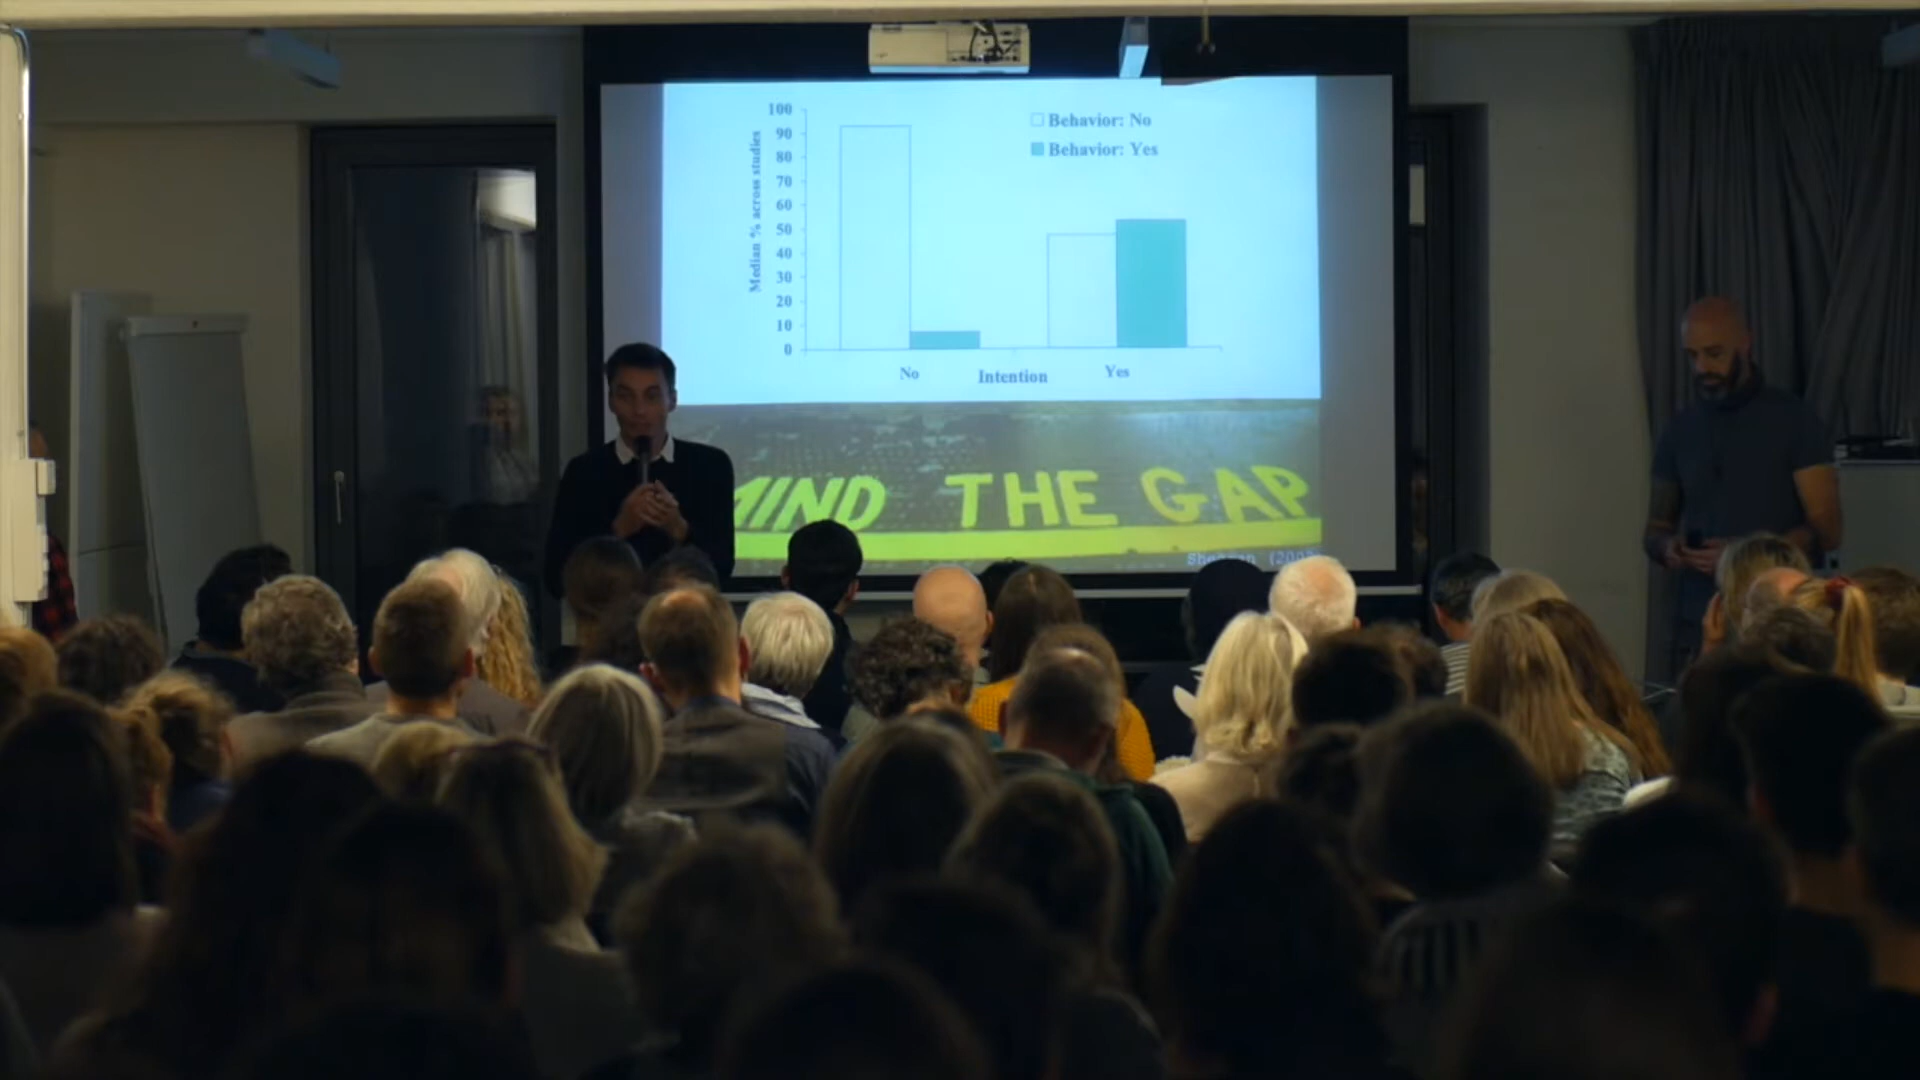 100
90
80
70
60
50
40
30
20
10
0
Median % across studies
Behavior: No
Behavior: Yes
No
Intention
Yes
MIND THE GAP